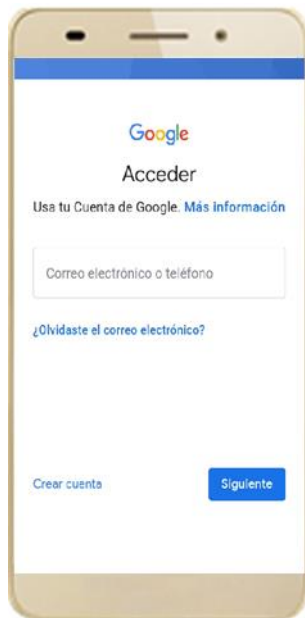 Google
Acceder
Usa tu Cuenta de Google. Más información
Correo electrónico o teléfono
¿Olvidaste el correo electrónico?
Crear cuenta
Siguiente